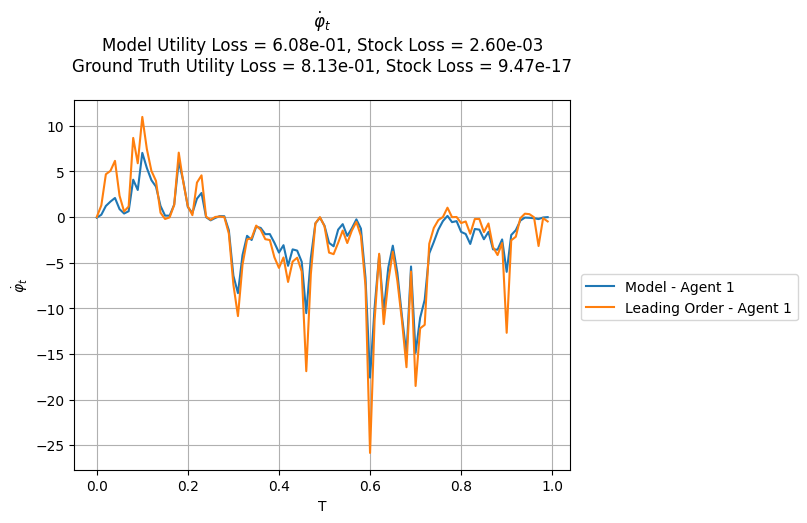 φ̇ₜ
Model Utility Loss = 6.08e-01, Stock Loss = 2.60e-03
Ground Truth Utility Loss = 8.13e-01, Stock Loss = 9.47e-17
10
5
0
−5
−10
−15
−20
−25
φ̇ₜ
0.0 0.2 0.4 0.6 0.8 1.0
T
Model - Agent 1
Leading Order - Agent 1